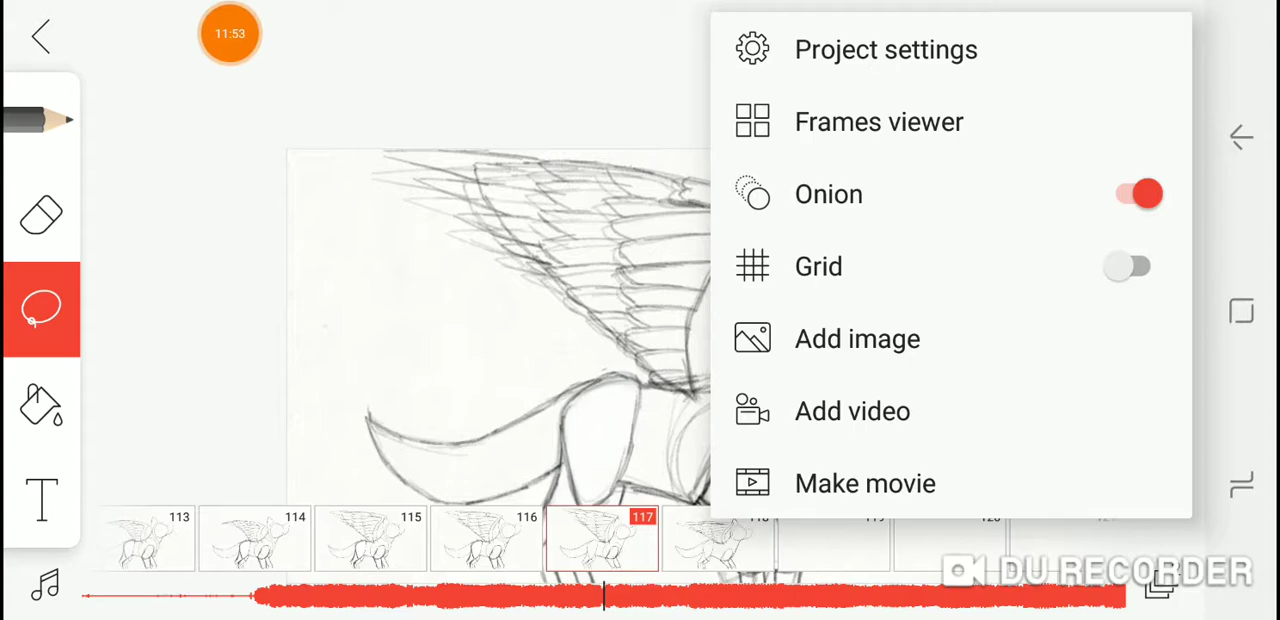 11:53
Project settings
Frames viewer
Onion
Grid
Add image
Add video
Make movie
T
113
114
115
116
117
DU RECORDER